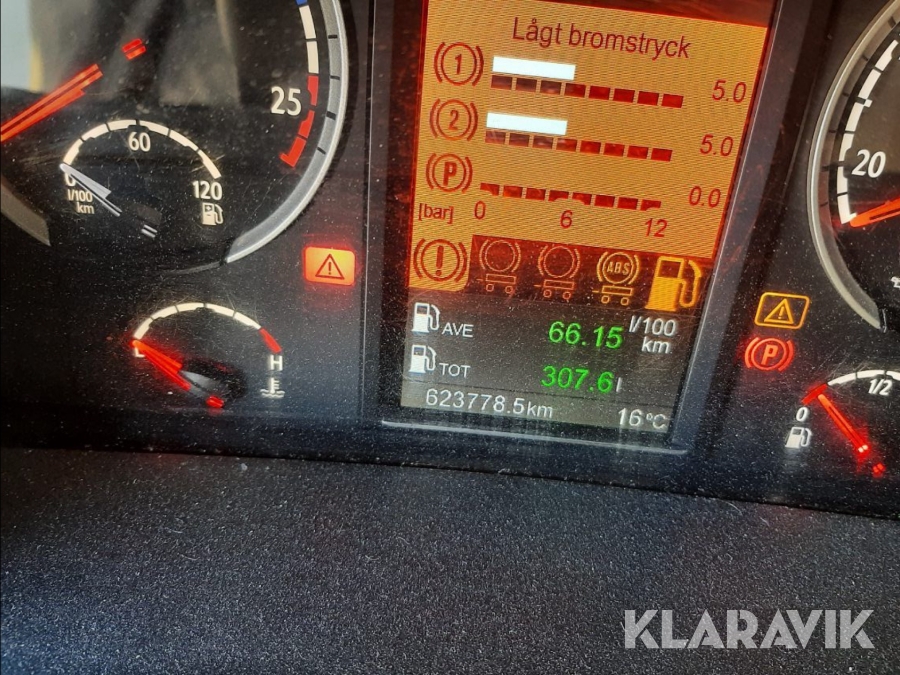 Lågt bromstryck
1 5.0
2 5.0
P 0.0
[bar] 0 6 12
ABS
AVE 66.15 l/100 km
TOT 307.6 l
623778.5km 16°C
25
60
0 120
l/100
km
H
20
P
0 1/2
KLARAVIK